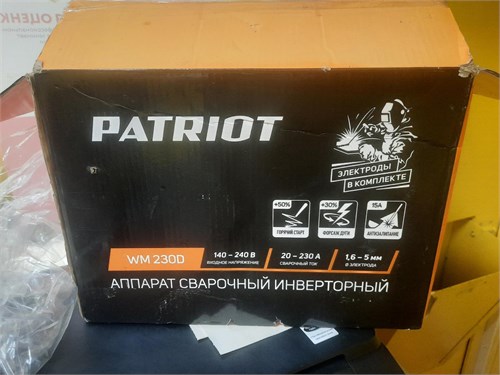 ОЦЕНК
PATRIOT
ЭЛЕКТРОДЫ
В КОМПЛЕКТЕ
+50%
+30%
15А
ГОРЯЧИЙ СТАРТ
ФОРСАЖ ДУГИ
АНТИЗАЛИПАНИЕ
WM 230D
140 – 240 В
20 – 230 А
1,6 – 5 мм
ВХОДНОЕ НАПРЯЖЕНИЕ
СВАРОЧНЫЙ ТОК
Ø ЭЛЕКТРОДА
АППАРАТ СВАРОЧНЫЙ ИНВЕРТОРНЫЙ